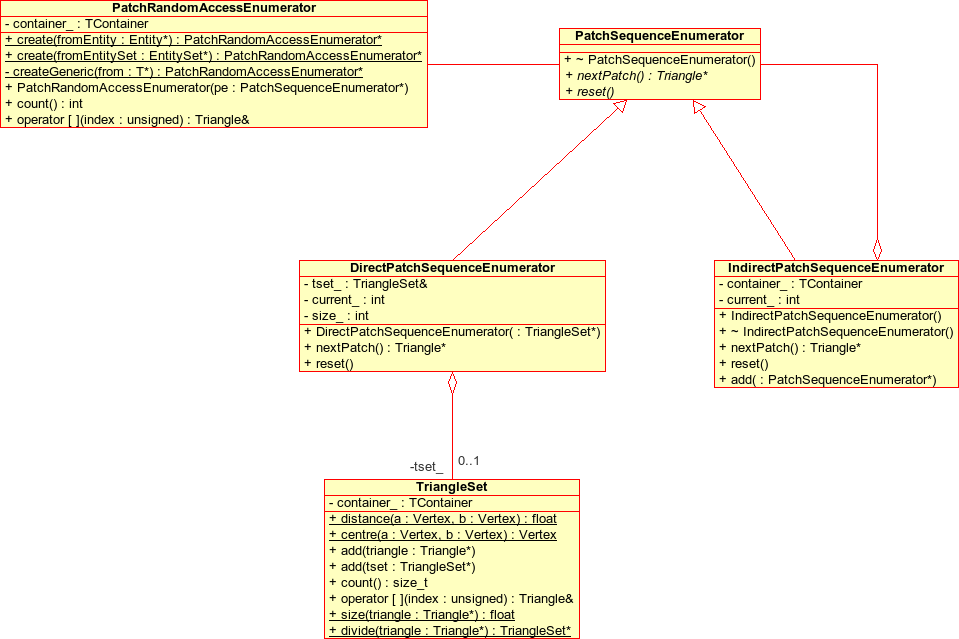 PatchRandomAccessEnumerator
- container_ : TContainer
+ create(fromEntity : Entity*) : PatchRandomAccessEnumerator*
+ create(fromEntitySet : EntitySet*) : PatchRandomAccessEnumerator*
- createGeneric(from : T*) : PatchRandomAccessEnumerator*
+ PatchRandomAccessEnumerator(pe : PatchSequenceEnumerator*)
+ count() : int
+ operator [ ](index : unsigned) : Triangle&
PatchSequenceEnumerator
+ ~ PatchSequenceEnumerator()
+ nextPatch() : Triangle*
+ reset()
DirectPatchSequenceEnumerator
- tset_ : TriangleSet&
- current_ : int
- size_ : int
+ DirectPatchSequenceEnumerator( : TriangleSet*)
+ nextPatch() : Triangle*
+ reset()
IndirectPatchSequenceEnumerator
- container_ : TContainer
- current_ : int
+ IndirectPatchSequenceEnumerator()
+ ~ IndirectPatchSequenceEnumerator()
+ nextPatch() : Triangle*
+ reset()
+ add( : PatchSequenceEnumerator*)
-tset_
0..1
TriangleSet
- container_ : TContainer
+ distance(a : Vertex, b : Vertex) : float
+ centre(a : Vertex, b : Vertex) : Vertex
+ add(triangle : Triangle*)
+ add(tset : TriangleSet*)
+ count() : size_t
+ operator [ ](index : unsigned) : Triangle&
+ size(triangle : Triangle*) : float
+ divide(triangle : Triangle*) : TriangleSet*